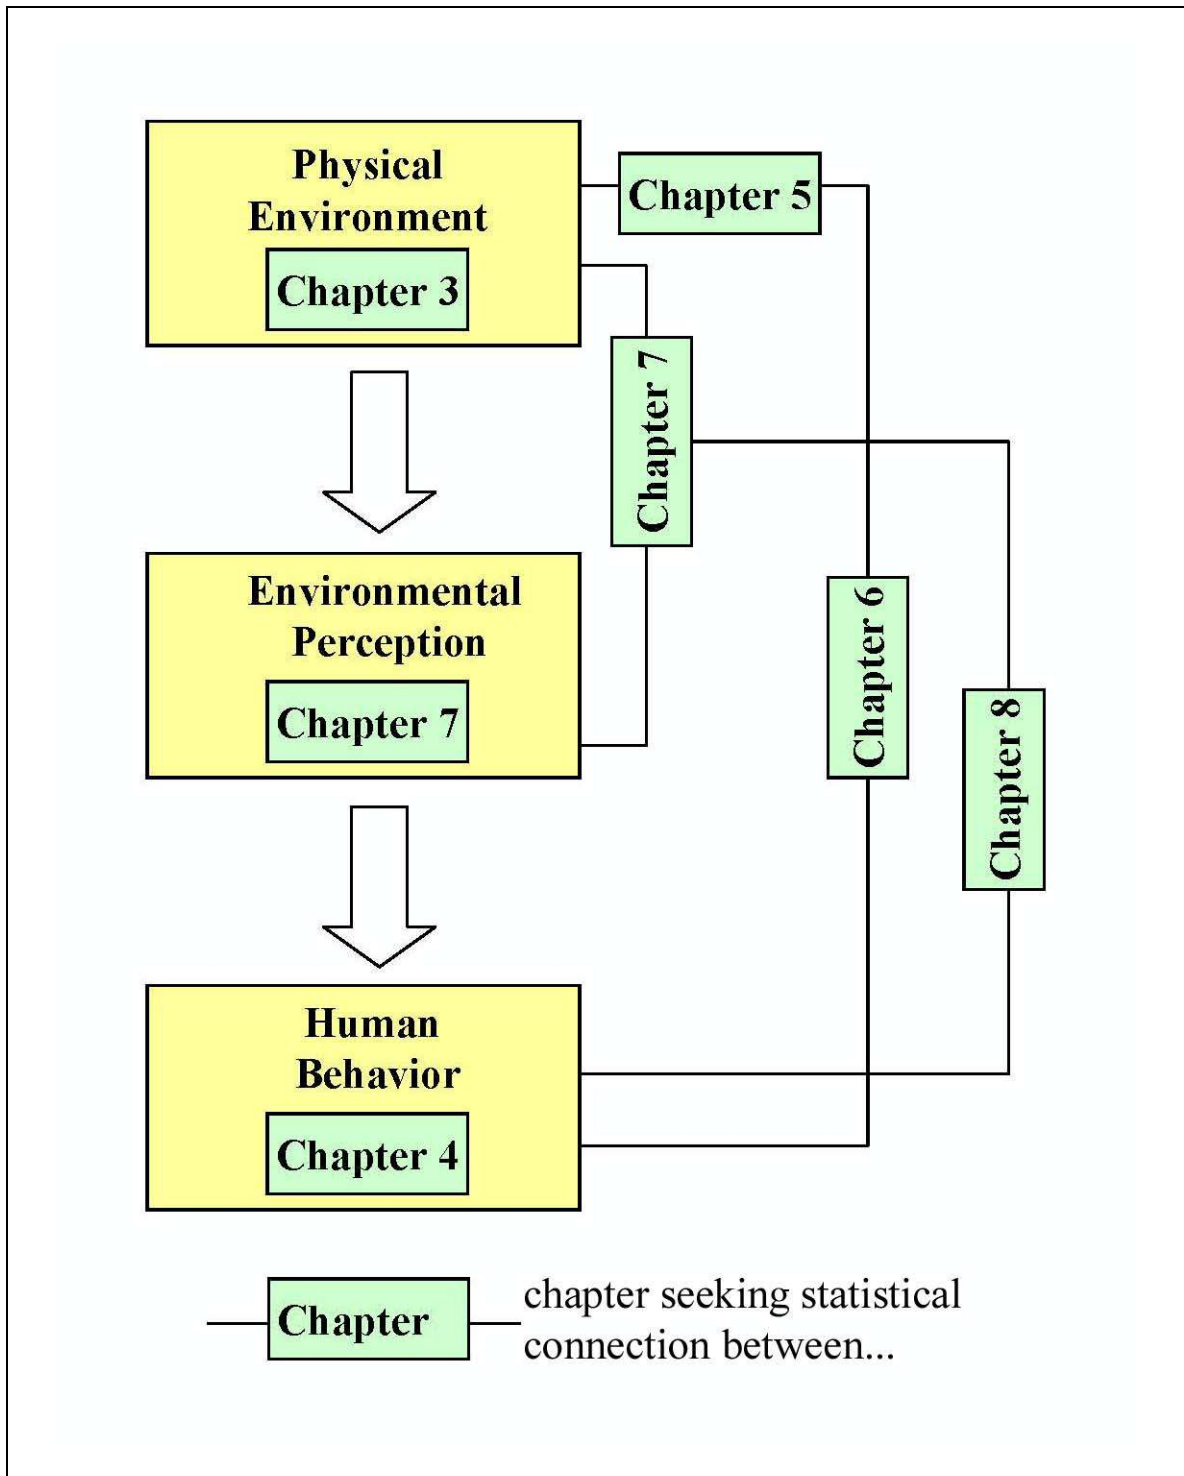 Physical
Environment
Chapter 3
Chapter 5
Chapter 7
Environmental
Perception
Chapter 7
Chapter 6
Chapter 8
Human
Behavior
Chapter 4
Chapter
chapter seeking statistical
connection between...